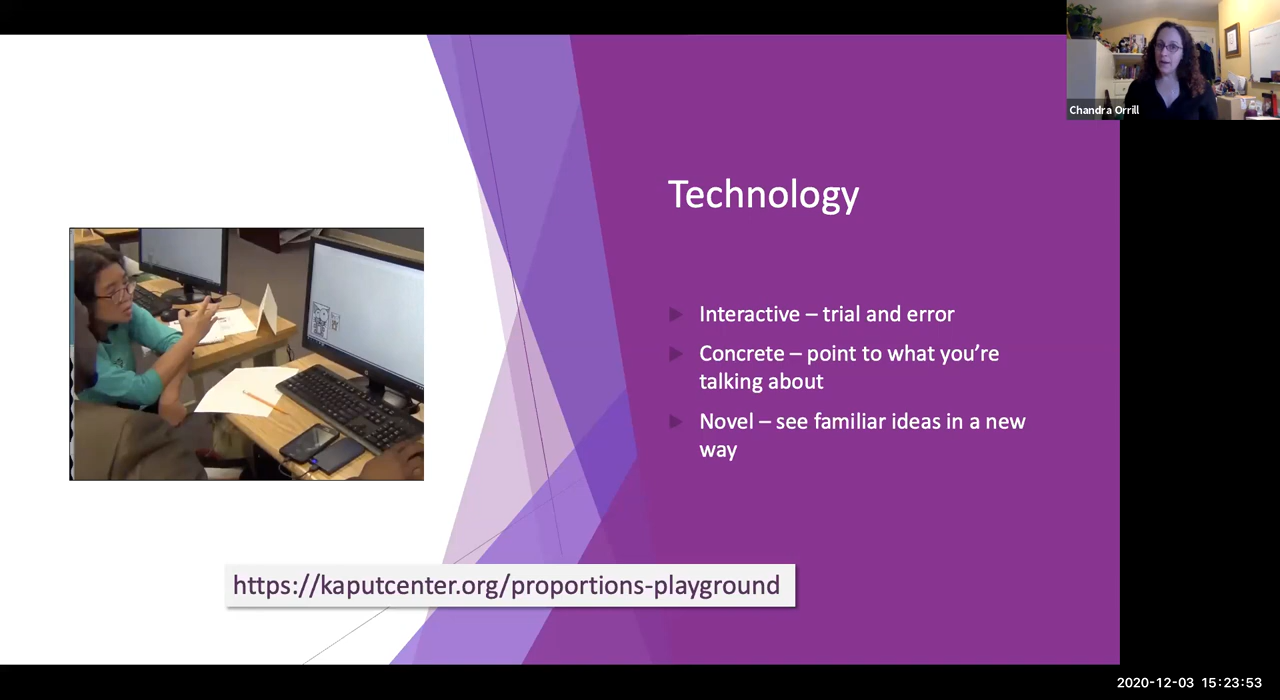 Chandra Orrill
Technology
Interactive – trial and error
Concrete – point to what you're
talking about
Novel – see familiar ideas in a new
way
https://kaputcenter.org/proportions-playground
2020-12-03 15:23:53